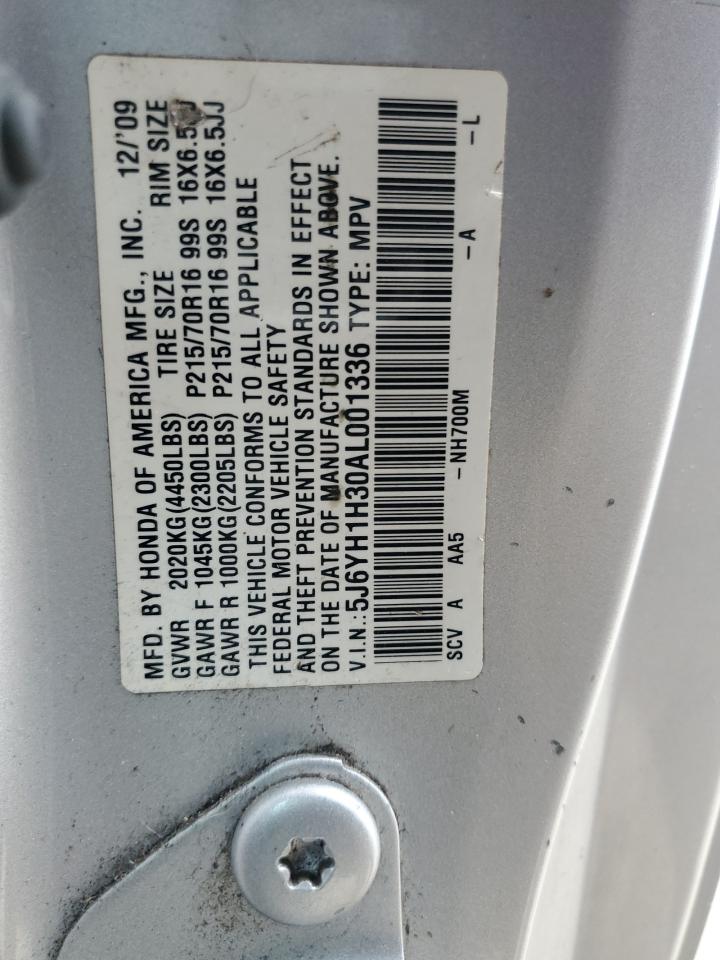 MFD. BY HONDA OF AMERICA MFG., INC. 12/'09
GVWR 2020KG(4450LBS) TIRE SIZE RIM SIZE
GAWR F 1045KG(2300LBS) P215/70R16 99S 16X6.5JJ
GAWR R 1000KG(2205LBS) P215/70R16 99S 16X6.5JJ
THIS VEHICLE CONFORMS TO ALL APPLICABLE
FEDERAL MOTOR VEHICLE SAFETY
AND THEFT PREVENTION STANDARDS IN EFFECT
ON THE DATE OF MANUFACTURE SHOWN ABOVE.
V.I.N.: 5J6YH1H30AL001336 TYPE: MPV
SCV A AA5 -NH700M -A -L